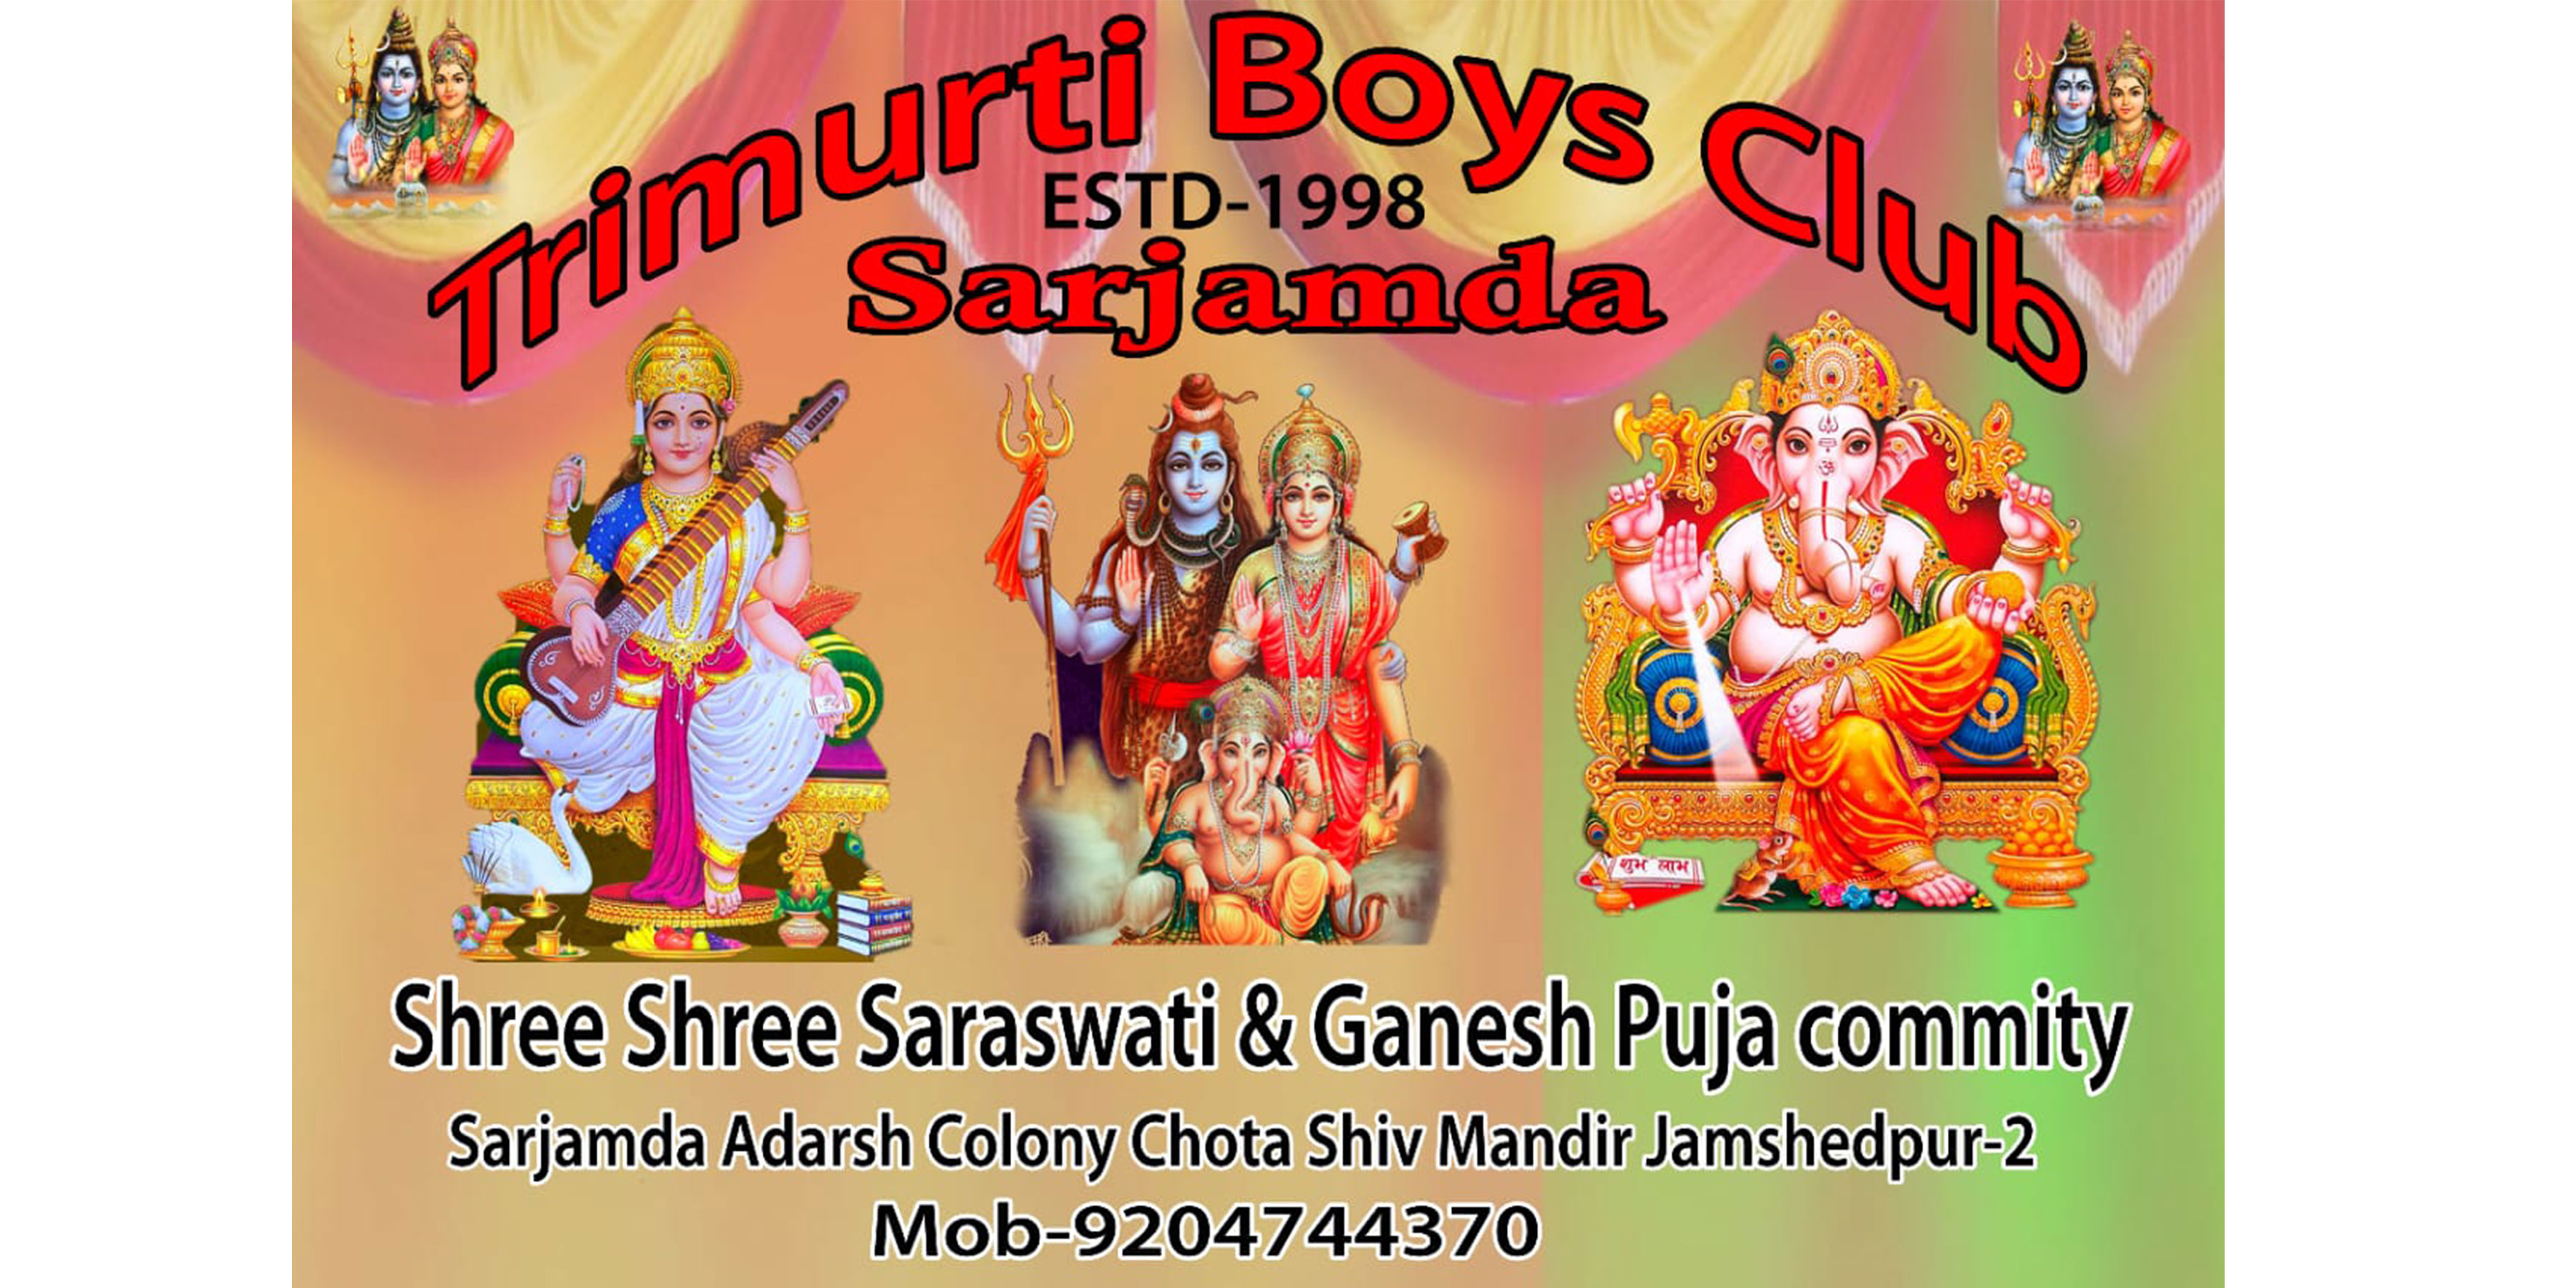 Trimurti Boys Club
ESTD-1998
Sarjamda
शुभ लाभ
Shree Shree Saraswati & Ganesh Puja commity
Sarjamda Adarsh Colony Chota Shiv Mandir Jamshedpur-2
Mob-9204744370